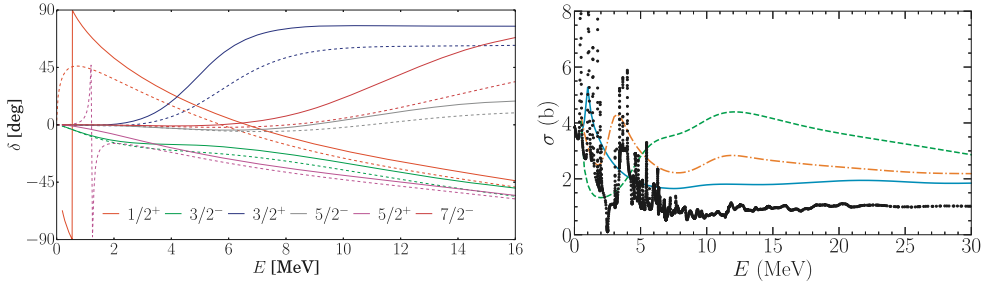 90
45
0
−45
−90
δ [deg]
1/2⁺ 3/2⁻ 3/2⁺ 5/2⁻ 5/2⁺ 7/2⁻
0 2 4 6 8 10 12 14 16
E [MeV]
8
6
4
2
0
σ (b)
0 5 10 15 20 25 30
E (MeV)